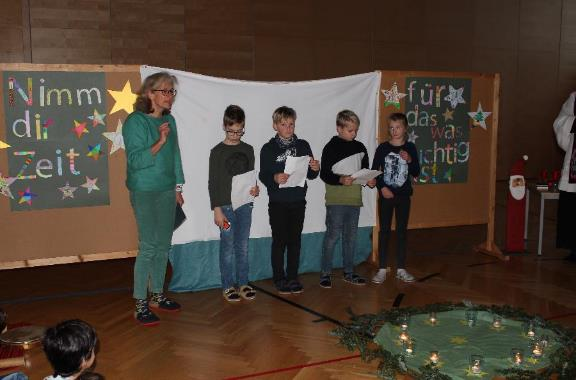 Nimm
dir
Zeit
für
das
was
wichtig
ist